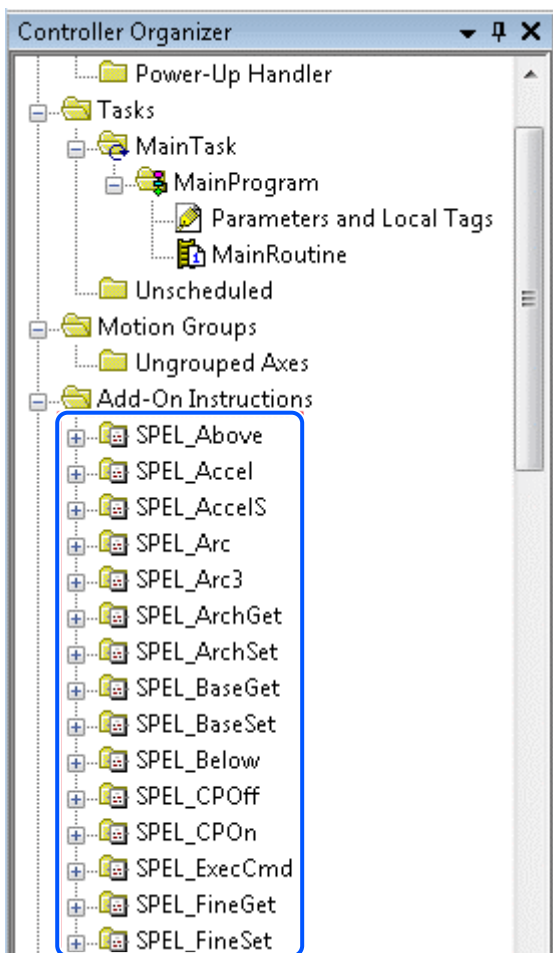 Controller Organizer
Power-Up Handler
Tasks
MainTask
MainProgram
Parameters and Local Tags
MainRoutine
Unscheduled
Motion Groups
Ungrouped Axes
Add-On Instructions
SPEL_Above
SPEL_Accel
SPEL_AccelS
SPEL_Arc
SPEL_Arc3
SPEL_ArchGet
SPEL_ArchSet
SPEL_BaseGet
SPEL_BaseSet
SPEL_Below
SPEL_CPOff
SPEL_CPOn
SPEL_ExecCmd
SPEL_FineGet
SPEL_FineSet